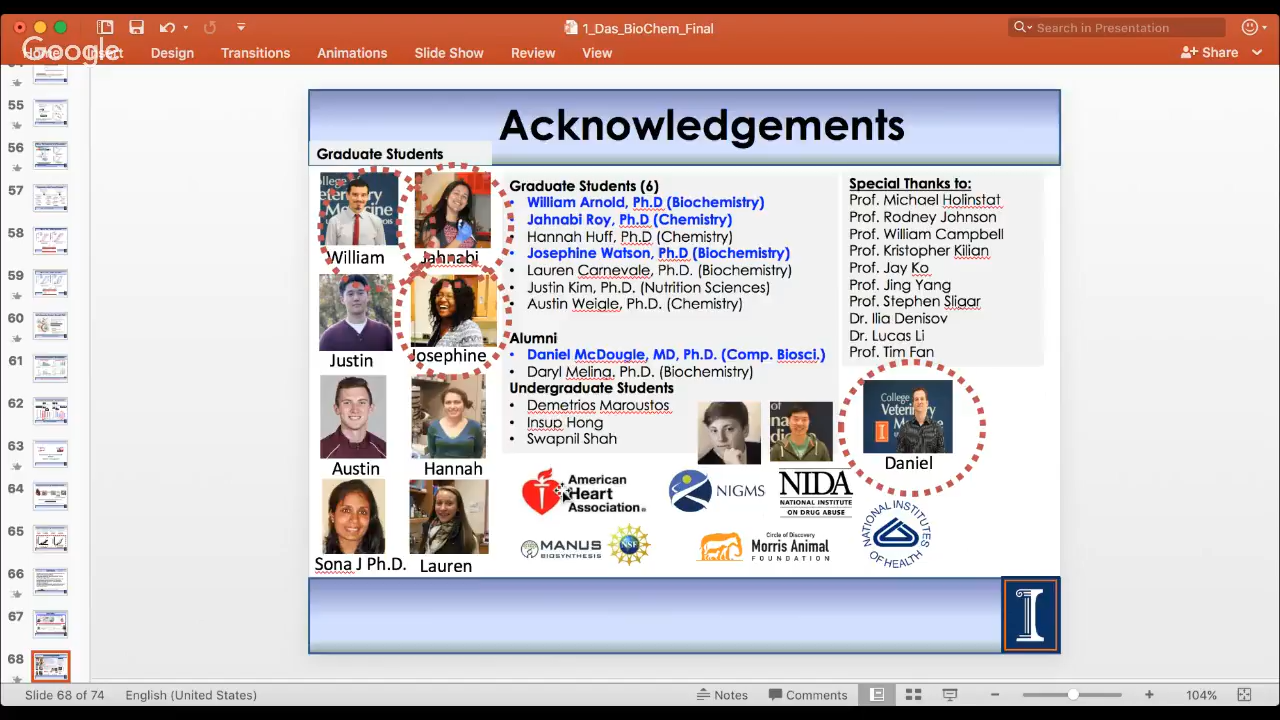 1_Das_BioChem_Final
Search in Presentation
Google
Home Insert Design Transitions Animations Slide Show Review View
Share
Acknowledgements
Graduate Students
William
Jahnabi
Justin
Josephine
Austin
Hannah
Sona J Ph.D.
Lauren
Graduate Students (6)
• William Arnold, Ph.D (Biochemistry)
• Jahnabi Roy, Ph.D (Chemistry)
• Hannah Huff, Ph.D (Chemistry)
• Josephine Watson, Ph.D (Biochemistry)
• Lauren Carnevale, Ph.D. (Biochemistry)
• Justin Kim, Ph.D. (Nutrition Sciences)
• Austin Weigle, Ph.D. (Chemistry)
Alumni
• Daniel McDougle, MD, Ph.D. (Comp. Biosci.)
• Daryl Meling, Ph.D. (Biochemistry)
Undergraduate Students
• Demetrios Maroustos
• Insup Hong
• Swapnil Shah
Special Thanks to:
Prof. Michael Holinstat
Prof. Rodney Johnson
Prof. William Campbell
Prof. Kristopher Kilian
Prof. Jay Ko
Prof. Jing Yang
Prof. Stephen Sligar
Dr. Ilia Denisov
Dr. Lucas Li
Prof. Tim Fan
Daniel
American
Heart
Association®
NIGMS
NIDA
NATIONAL INSTITUTE
ON DRUG ABUSE
MANUS
BIOSYNTHESIS
NSF
Circle of Discovery
Morris Animal
FOUNDATION
NATIONAL INSTITUTES
OF HEALTH
55
56
57
58
59
60
61
62
63
64
65
66
67
68
Slide 68 of 74
English (United States)
Notes
Comments
104%